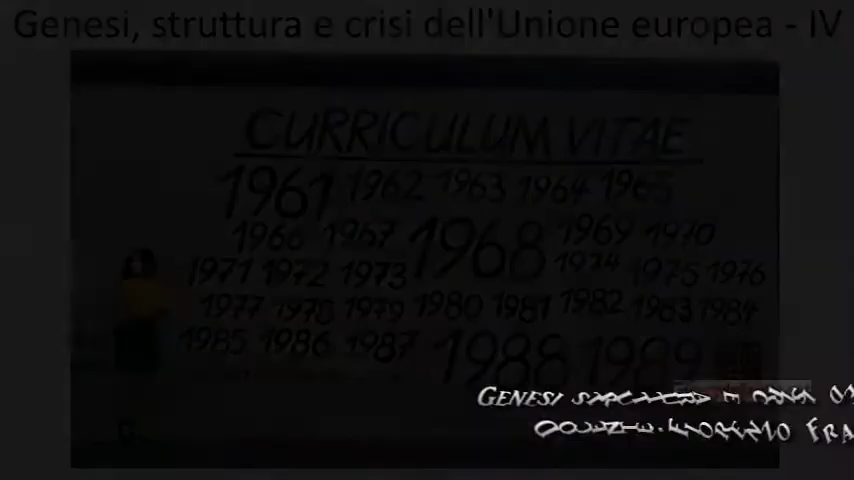 Genesi, struttura e crisi dell'Unione europea - IV
CURRICULUM VITAE
1961 1962 1963 1964 1965
1966 1967 1968 1969 1970
1971 1972 1973 1974 1975 1976
1977 1978 1979 1980 1981 1982 1983 1984
1985 1986 1987 1988 1989
GENESI